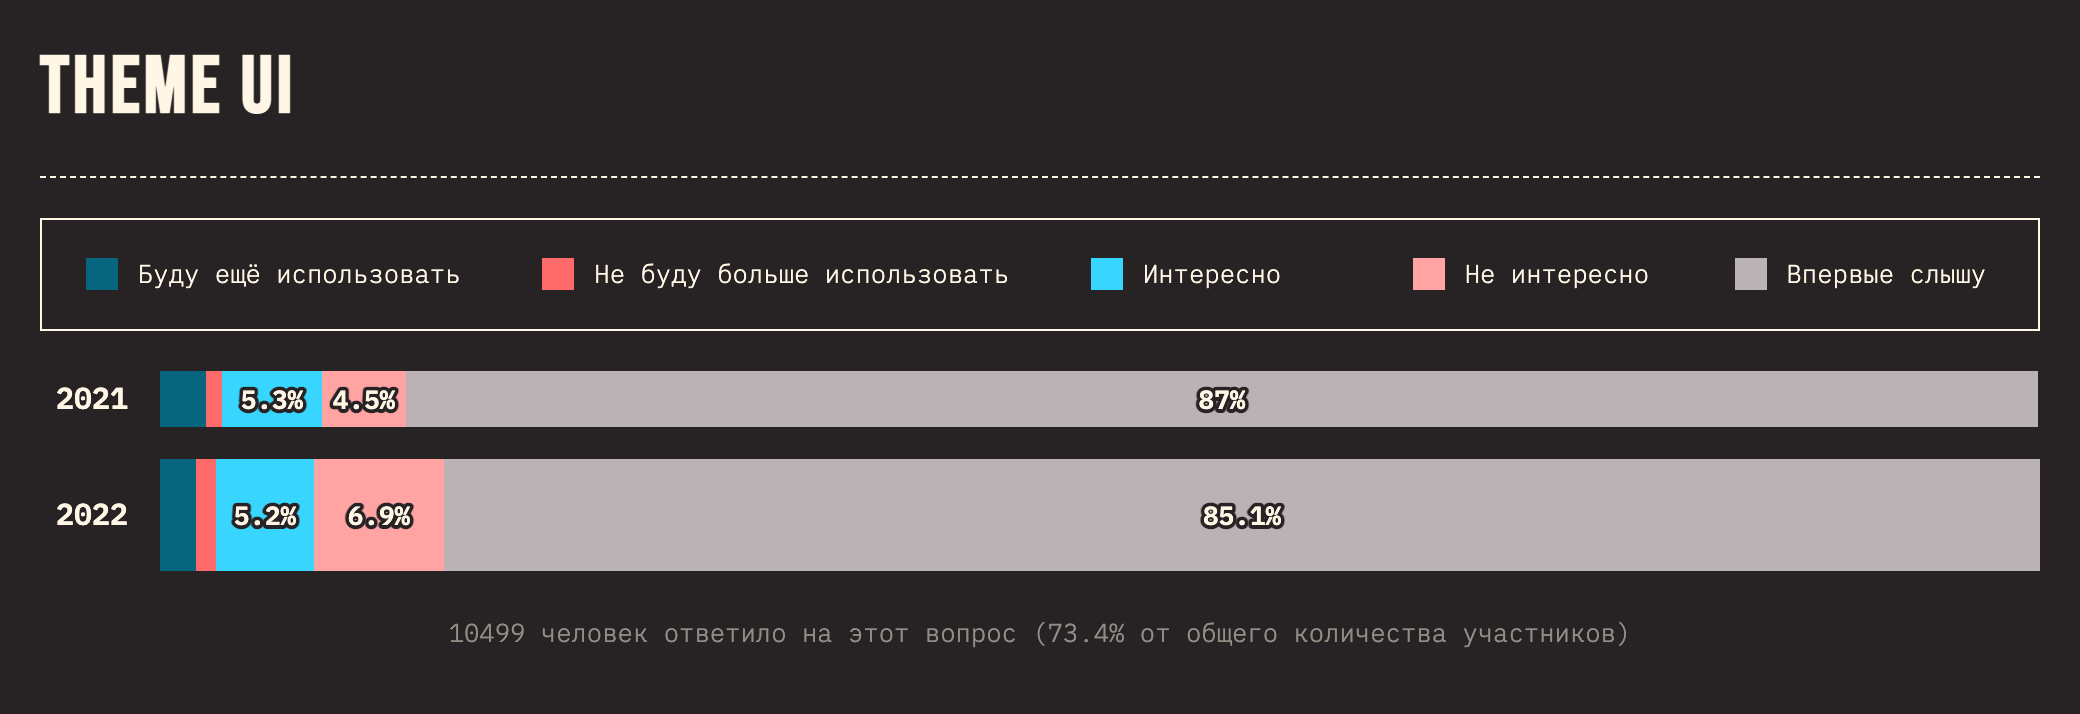 THEME UI
Буду ещё использовать Не буду больше использовать Интересно Не интересно Впервые слышу
2021 5.3% 4.5% 87%
2022 5.2% 6.9% 85.1%
10499 человек ответило на этот вопрос (73.4% от общего количества участников)